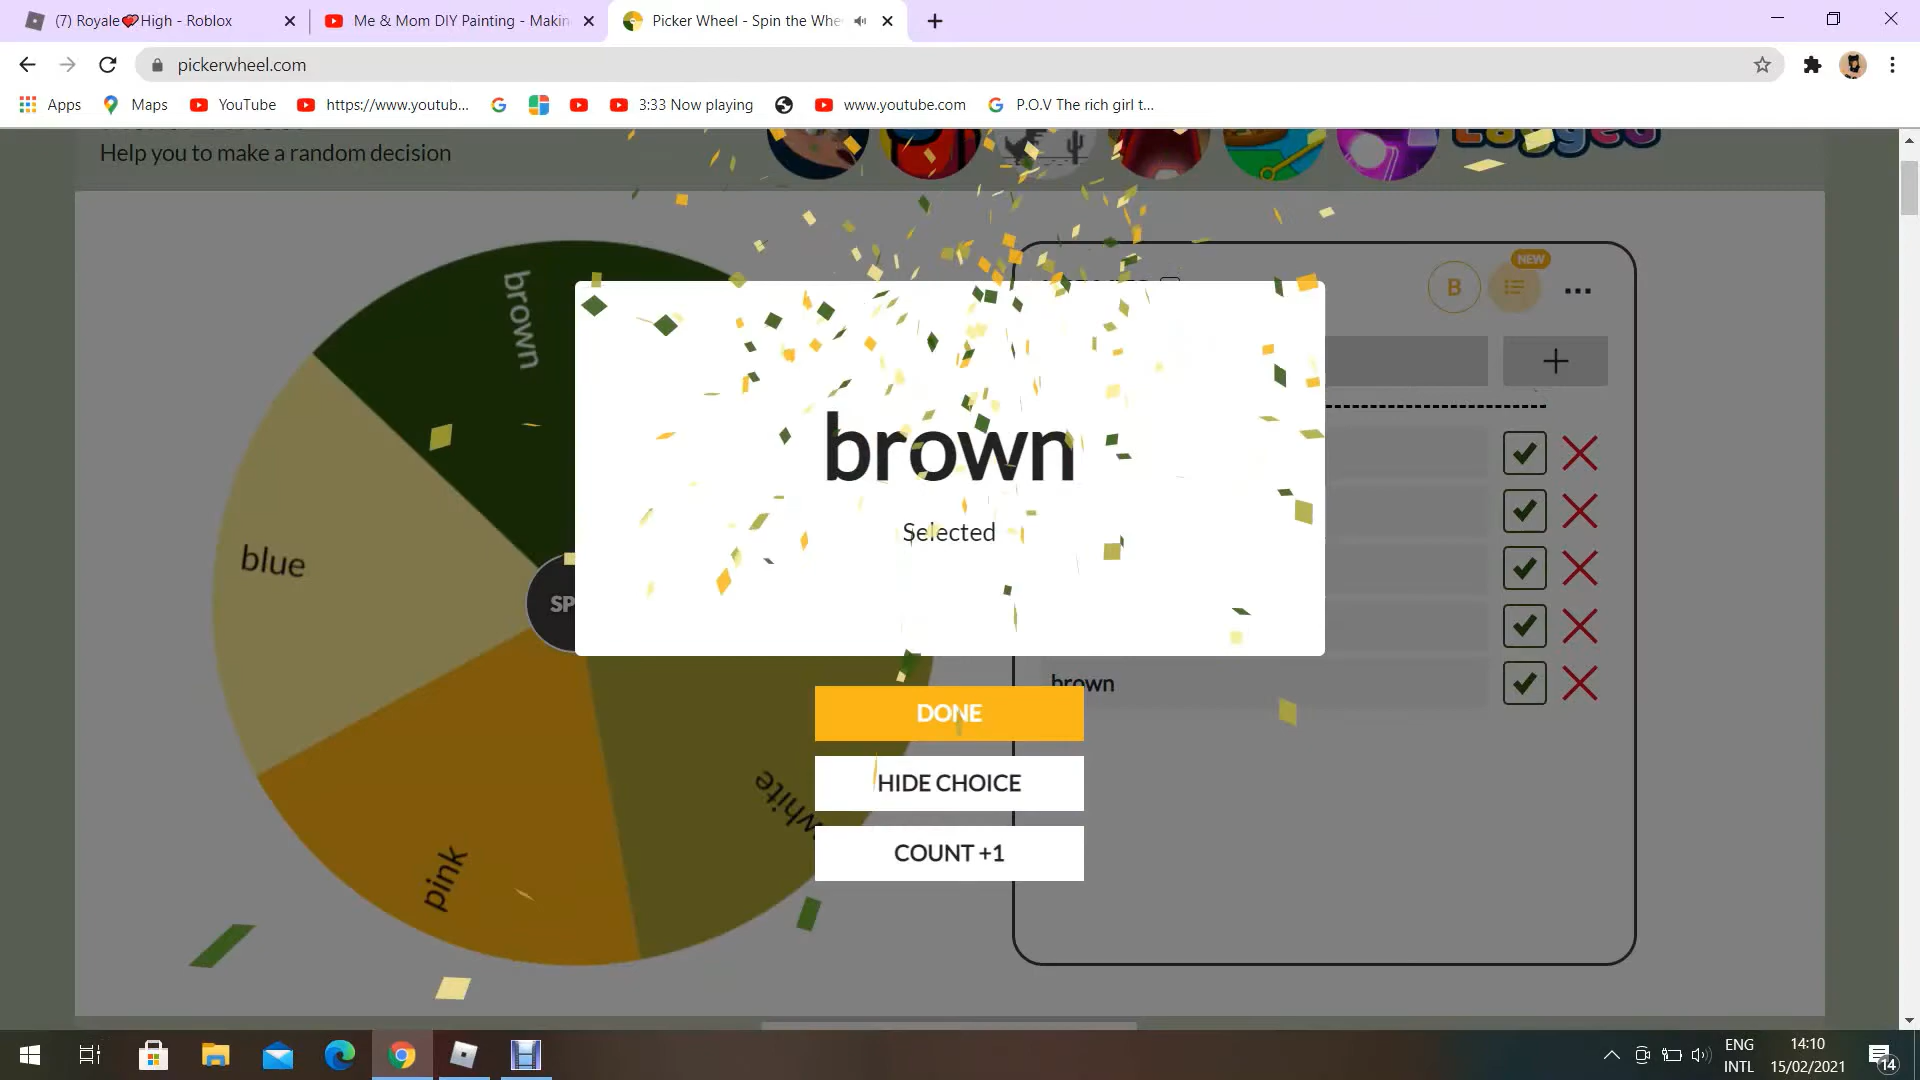 (7) Royale❤️High - Roblox
Me & Mom DIY Painting - Makin
Picker Wheel - Spin the Whe
pickerwheel.com
Apps
Maps
YouTube
https://www.youtub...
3:33 Now playing
www.youtube.com
P.O.V The rich girl t...
Help you to make a random decision
NEW
B
brown
brown
Selected
blue
SP
brown
DONE
HIDE CHOICE
white
COUNT +1
pink
ENG
INTL
14:10
15/02/2021
14